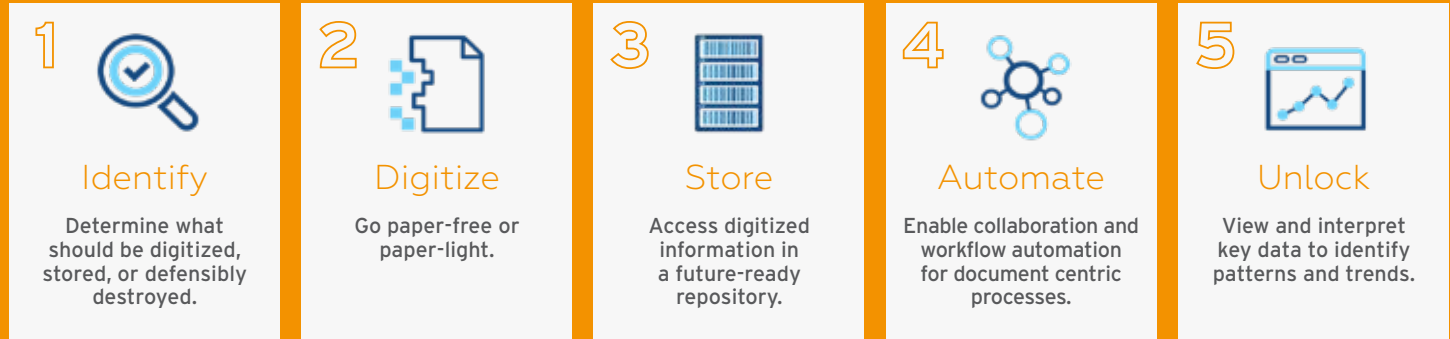 1
Identify
Determine what
should be digitized,
stored, or defensibly
destroyed.
2
Digitize
Go paper-free or
paper-light.
3
Store
Access digitized
information in
a future-ready
repository.
4
Automate
Enable collaboration and
workflow automation
for document centric
processes.
5
Unlock
View and interpret
key data to identify
patterns and trends.